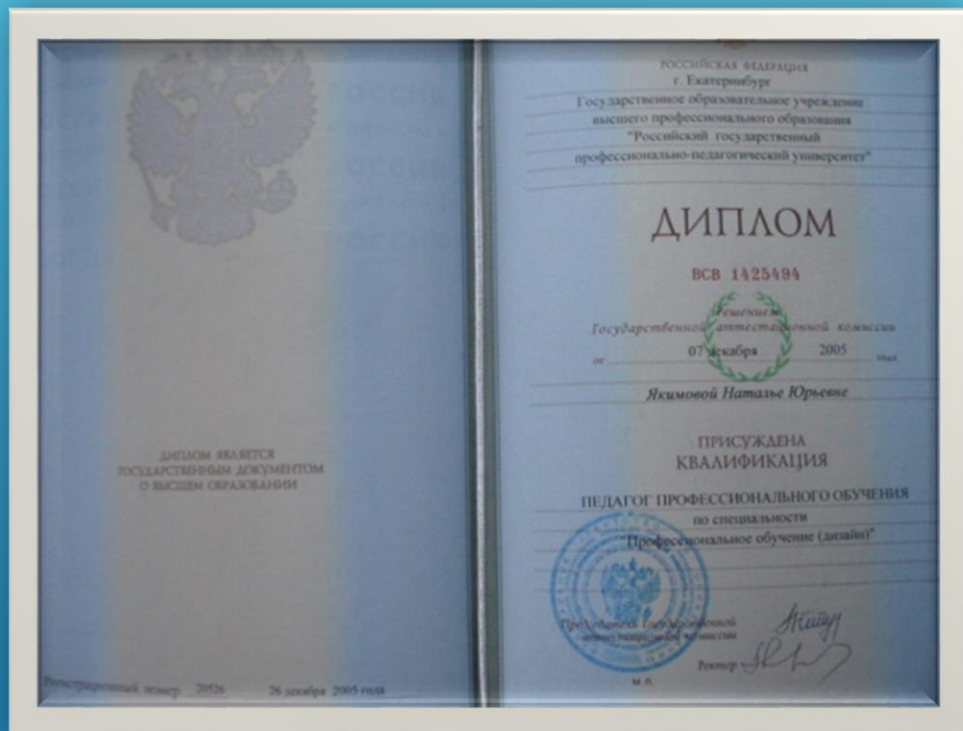 ДИПЛОМ ЯВЛЯЕТСЯ
ГОСУДАРСТВЕННЫМ ДОКУМЕНТОМ
О ВЫСШЕМ ОБРАЗОВАНИИ
Регистрационный номер 20526 26 декабря 2005 года
РОССИЙСКАЯ ФЕДЕРАЦИЯ
г. Екатеринбург
Государственное образовательное учреждение
высшего профессионального образования
"Российский государственный
профессионально-педагогический университет"
ДИПЛОМ
ВСВ 1425494
Решением
Государственной аттестационной комиссии
от 07 декабря 2005 года
Якимовой Наталье Юрьевне
ПРИСУЖДЕНА
КВАЛИФИКАЦИЯ
ПЕДАГОГ ПРОФЕССИОНАЛЬНОГО ОБУЧЕНИЯ
по специальности
"Профессиональное обучение (дизайн)"
Председатель Государственной
аттестационной комиссии
Ректор
М.П.